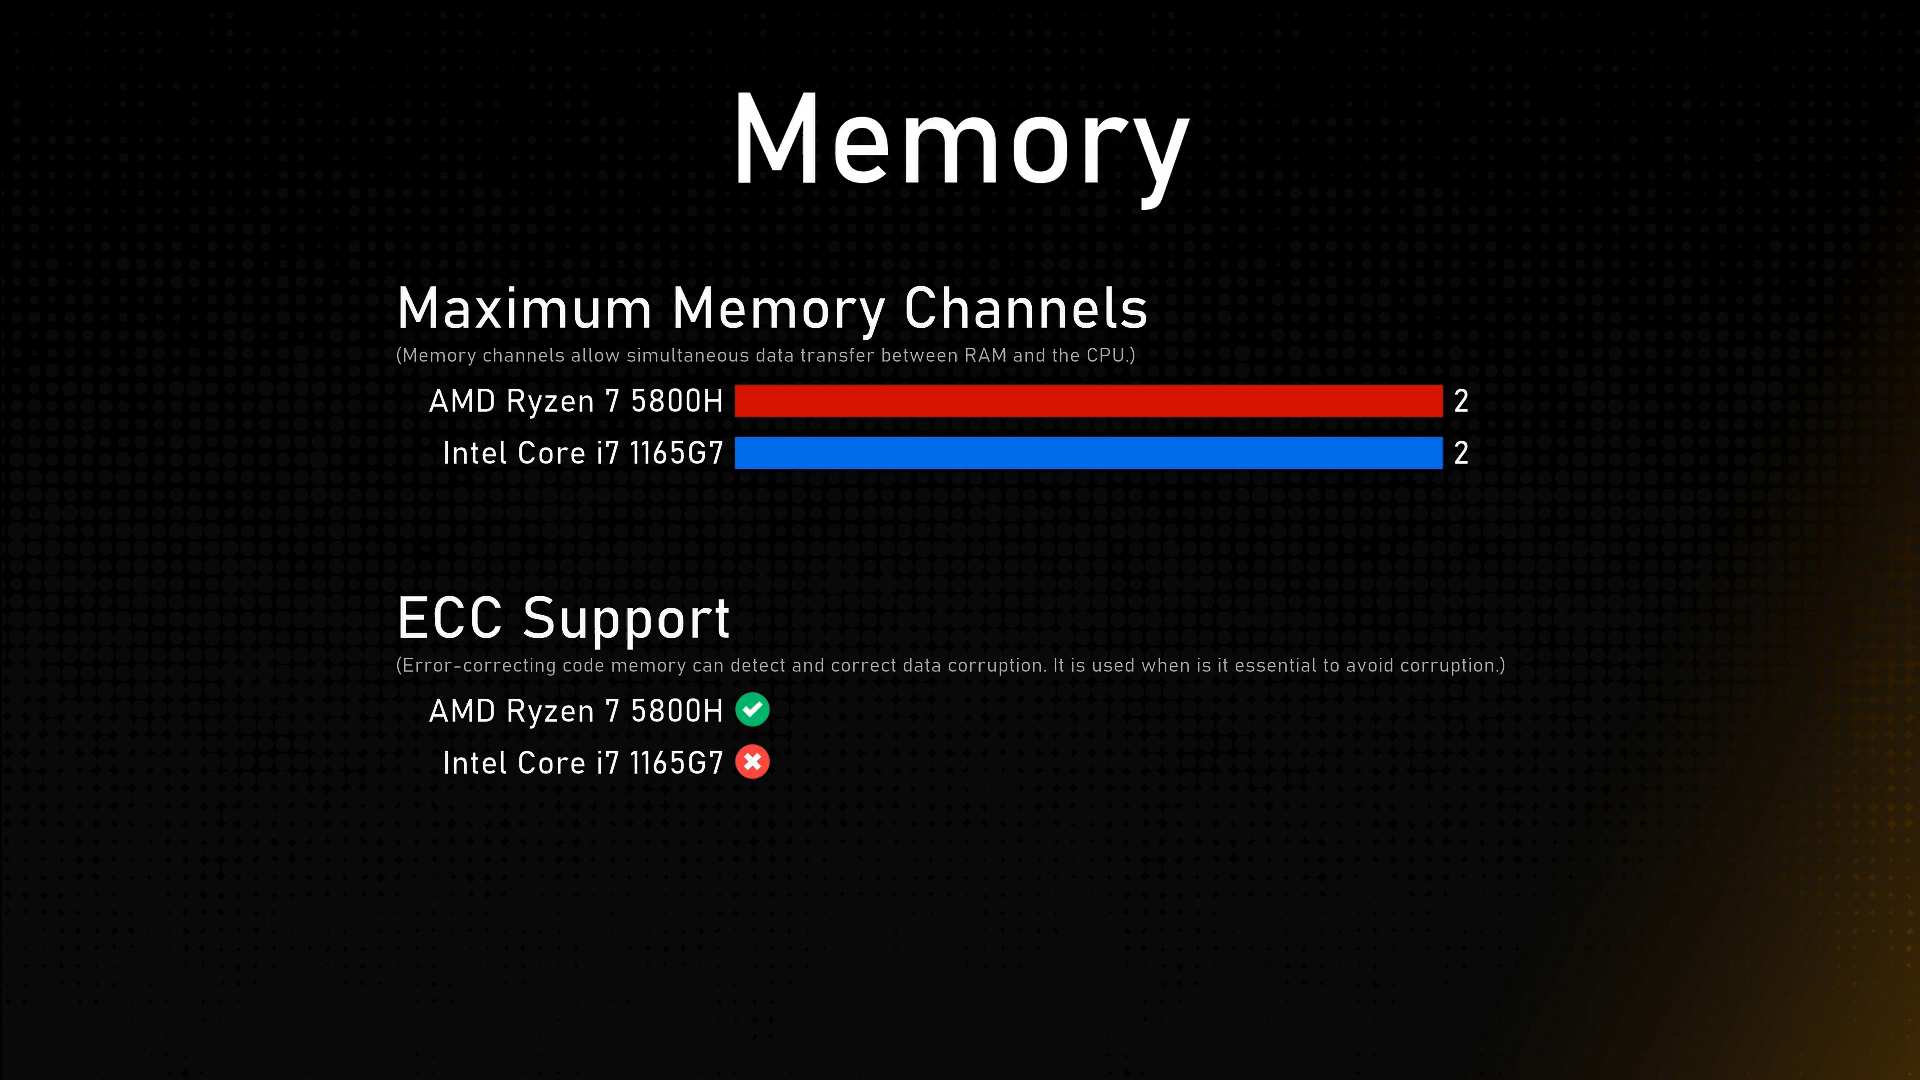 Memory
Maximum Memory Channels
(Memory channels allow simultaneous data transfer between RAM and the CPU.)
AMD Ryzen 7 5800H 2
Intel Core i7 1165G7 2
ECC Support
(Error-correcting code memory can detect and correct data corruption. It is used when is it essential to avoid corruption.)
AMD Ryzen 7 5800H
Intel Core i7 1165G7